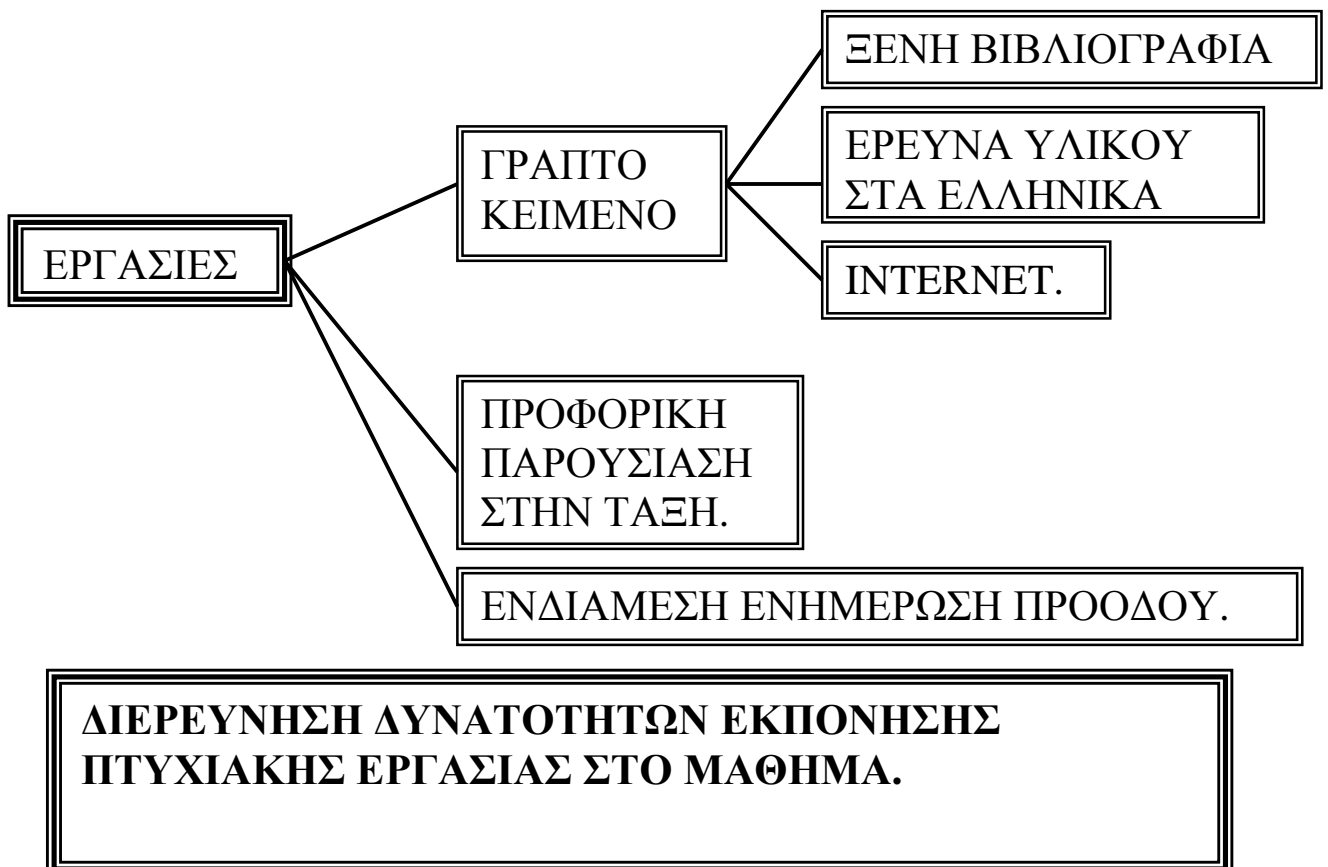 ΞΕΝΗ ΒΙΒΛΙΟΓΡΑΦΙΑ
ΕΡΕΥΝΑ ΥΛΙΚΟΥ
ΣΤΑ ΕΛΛΗΝΙΚΑ
INTERNET.
ΓΡΑΠΤΟ
ΚΕΙΜΕΝΟ
ΕΡΓΑΣΙΕΣ
ΠΡΟΦΟΡΙΚΗ
ΠΑΡΟΥΣΙΑΣΗ
ΣΤΗΝ ΤΑΞΗ.
ΕΝΔΙΑΜΕΣΗ ΕΝΗΜΕΡΩΣΗ ΠΡΟΟΔΟΥ.
ΔΙΕΡΕΥΝΗΣΗ ΔΥΝΑΤΟΤΗΤΩΝ ΕΚΠΟΝΗΣΗΣ
ΠΤΥΧΙΑΚΗΣ ΕΡΓΑΣΙΑΣ ΣΤΟ ΜΑΘΗΜΑ.